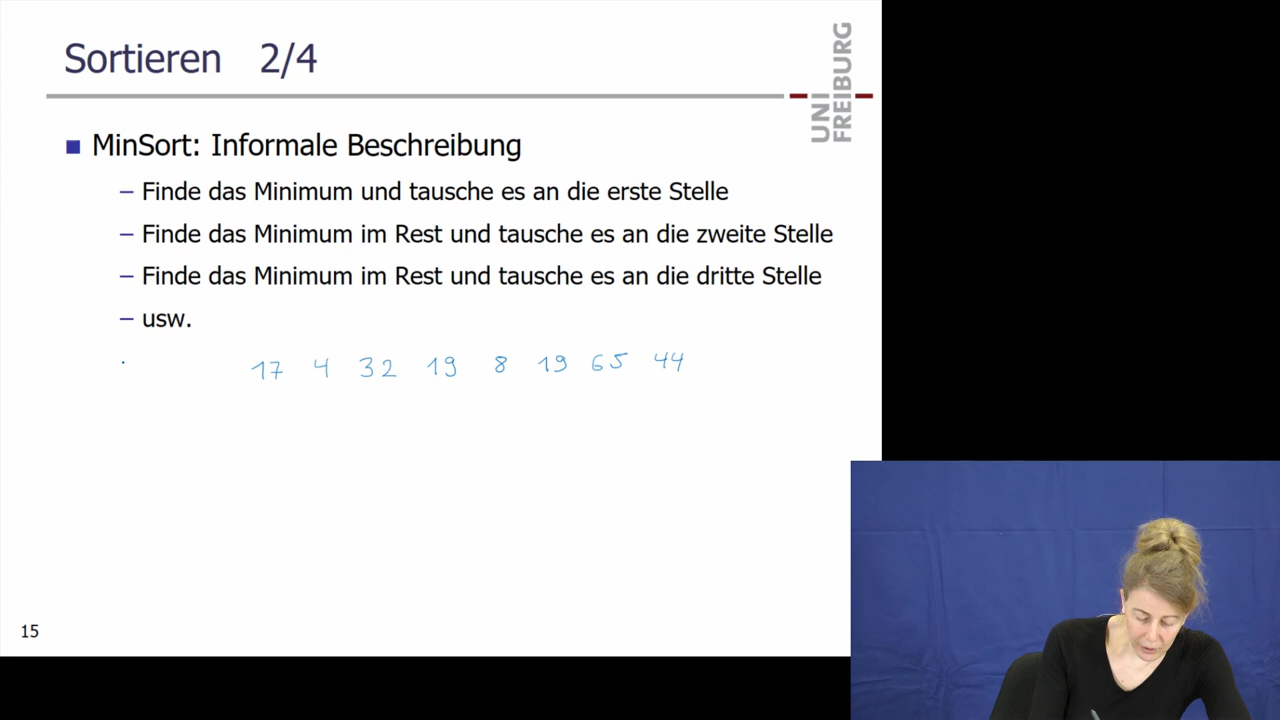 Sortieren 2/4
UNI
FREIBURG
MinSort: Informale Beschreibung
– Finde das Minimum und tausche es an die erste Stelle
– Finde das Minimum im Rest und tausche es an die zweite Stelle
– Finde das Minimum im Rest und tausche es an die dritte Stelle
– usw.
17 4 32 19 8 19 65 44
15